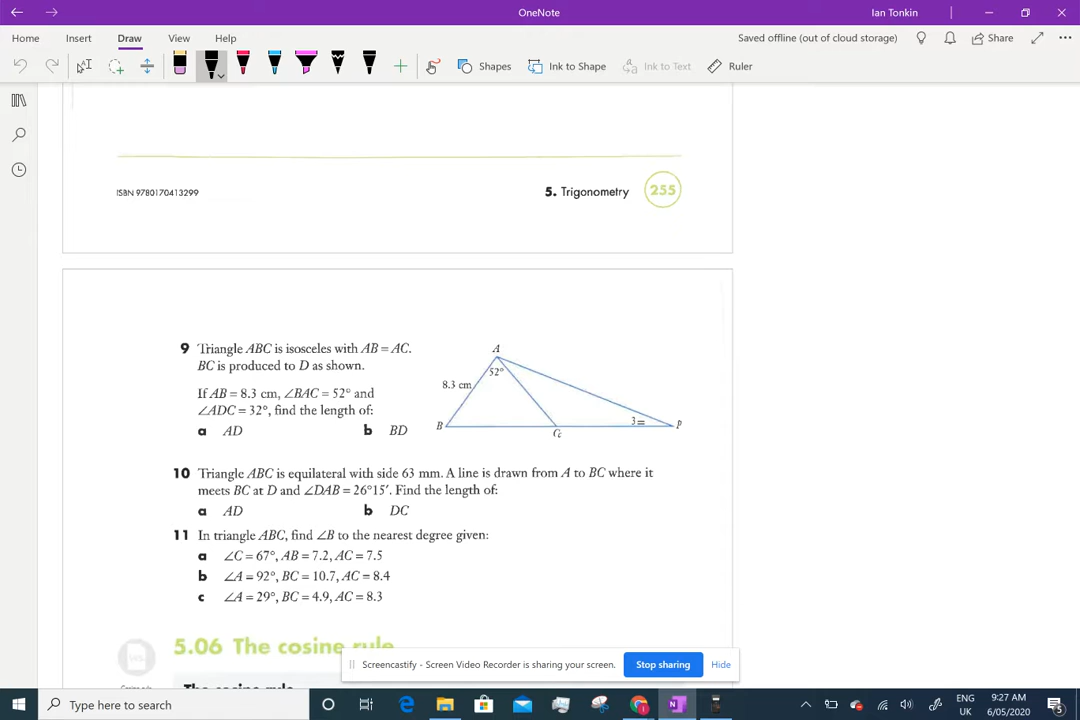 OneNote
Ian Tonkin
Home Insert Draw View Help
Saved offline (out of cloud storage)
Share
Shapes
Ink to Shape
Ink to Text
Ruler
ISBN 9780170413299
5. Trigonometry 255
9 Triangle ABC is isosceles with AB = AC.
BC is produced to D as shown.
If AB = 8.3 cm, ∠BAC = 52° and
∠ADC = 32°, find the length of:
a AD b BD
A
52°
8.3 cm
B
3=
P
10 Triangle ABC is equilateral with side 63 mm. A line is drawn from A to BC where it
meets BC at D and ∠DAB = 26°15′. Find the length of:
a AD b DC
11 In triangle ABC, find ∠B to the nearest degree given:
a ∠C = 67°, AB = 7.2, AC = 7.5
b ∠A = 92°, BC = 10.7, AC = 8.4
c ∠A = 29°, BC = 4.9, AC = 8.3
WS
5.06 The cosine rule
The cosine rule
Screencastify - Screen Video Recorder is sharing your screen.
Stop sharing
Hide
Type here to search
ENG
UK
9:27 AM
6/05/2020
5